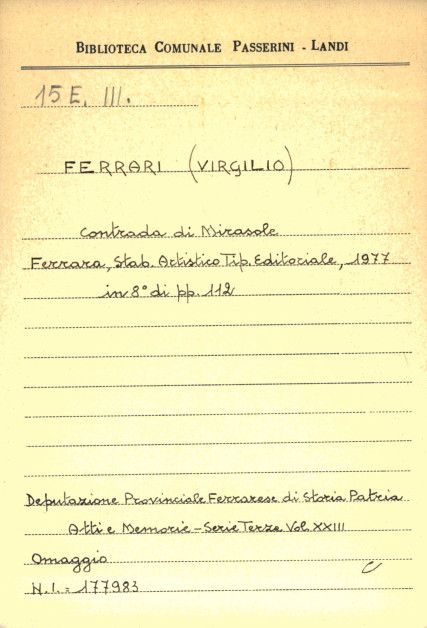 BIBLIOTECA COMUNALE PASSERINI - LANDI
15 E. III.
FERRARI (VIRGILIO)
Contrada di Mirasole
Ferrara, Stab. Artistico Tip. Editoriale, 1977
in 8° di pp. 112
Deputazione Provinciale Ferrarese di Storia Patria
Atti e Memorie - Serie Terza Vol. XXIII
Omaggio
N.I. = 177983